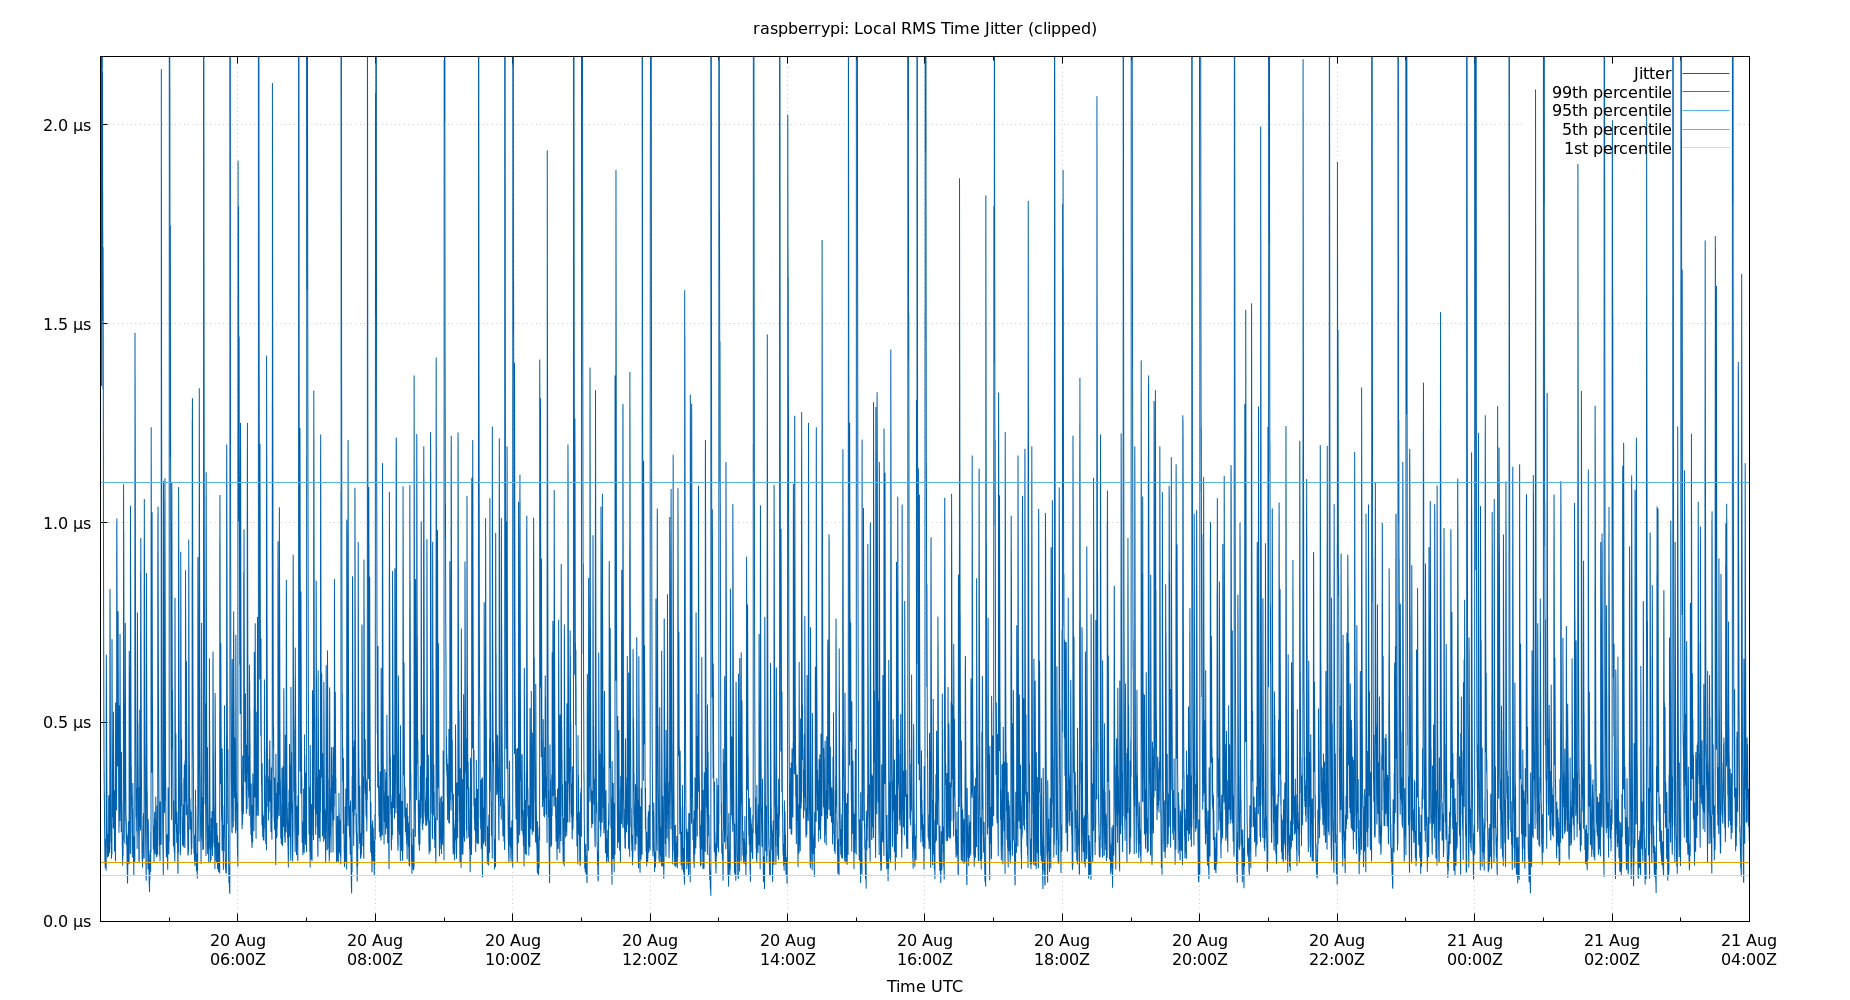 raspberrypi: Local RMS Time Jitter (clipped)
Jitter
99th percentile
95th percentile
5th percentile
1st percentile
2.0 µs
1.5 µs
1.0 µs
0.5 µs
0.0 µs
20 Aug 20 Aug 20 Aug 20 Aug 20 Aug 20 Aug 20 Aug 20 Aug 20 Aug 21 Aug 21 Aug 21 Aug
06:00Z 08:00Z 10:00Z 12:00Z 14:00Z 16:00Z 18:00Z 20:00Z 22:00Z 00:00Z 02:00Z 04:00Z
Time UTC